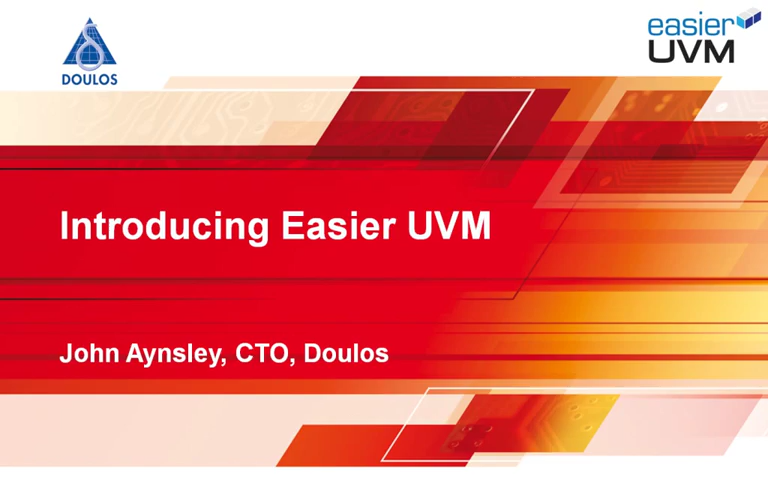 DOULOS
easier
UVM
Introducing Easier UVM
John Aynsley, CTO, Doulos